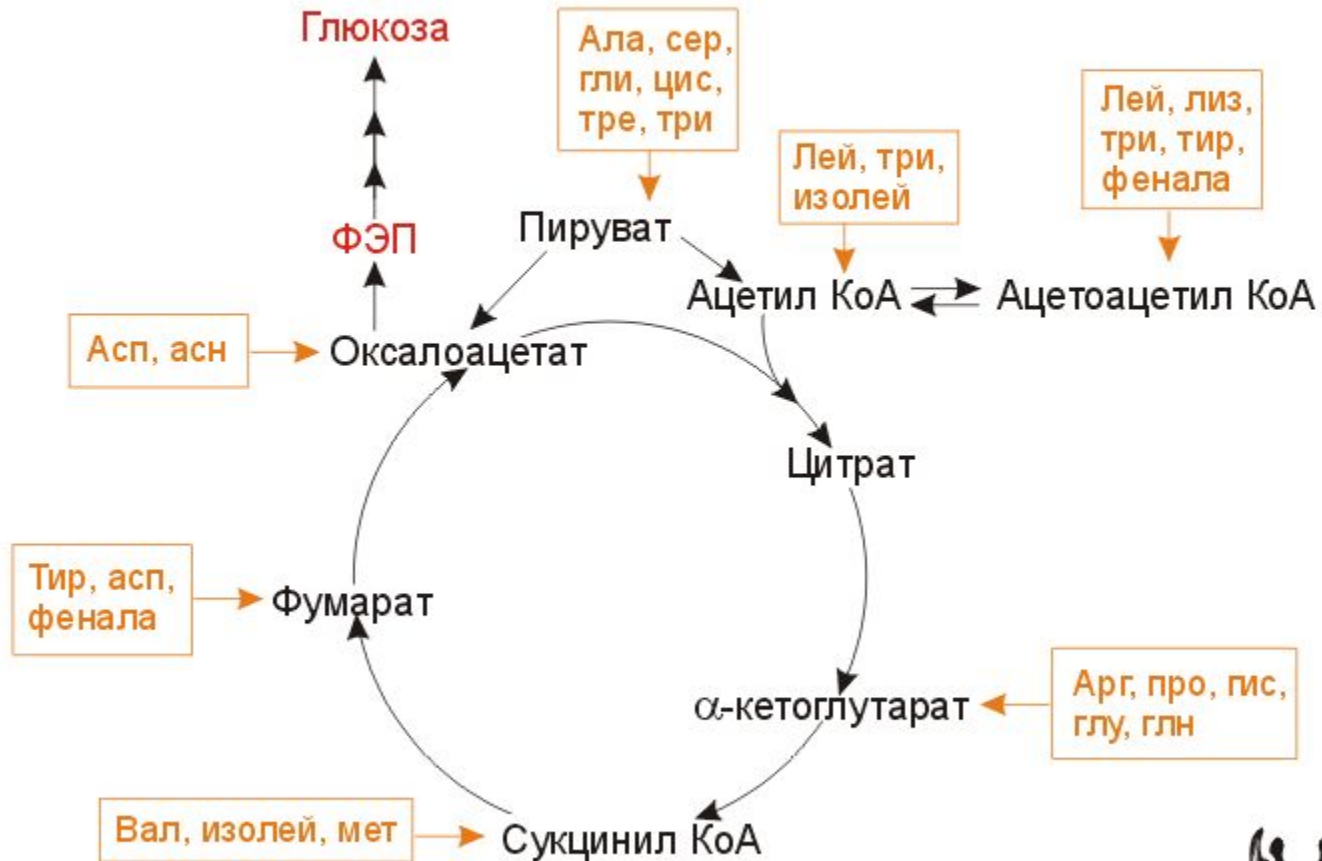 Глюкоза
Ала, сер,
гли, цис,
тре, три
Лей, лиз,
три, тир,
фенала
Лей, три,
изолей
ФЭП
Пируват
Ацетил КоА
Ацетоацетил КоА
Асп, асн
Оксалоацетат
Цитрат
Тир, асп,
фенала
Фумарат
α-кетоглутарат
Арг, про, гис,
глу, глн
Вал, изолей, мет
Сукцинил КоА